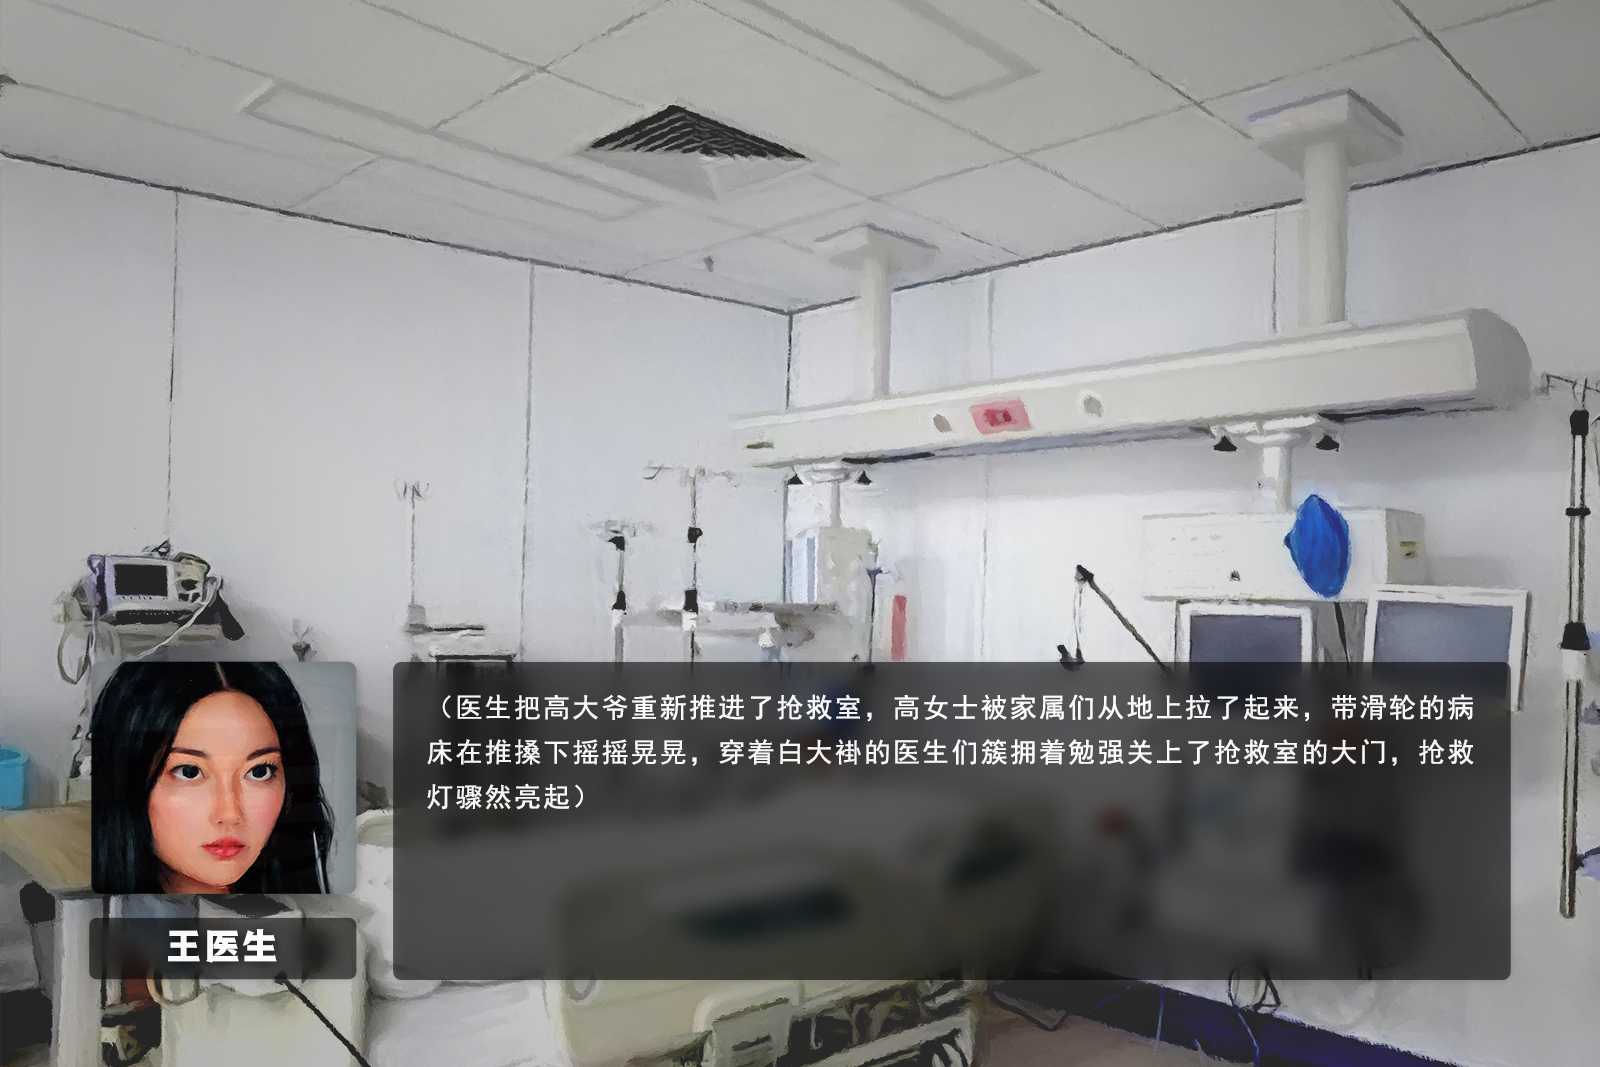 （医生把高大爷重新推进了抢救室，高女士被家属们从地上拉了起来，带滑轮的病
床在推搡下摇摇晃晃，穿着白大褂的医生们簇拥着勉强关上了抢救室的大门，抢救
灯骤然亮起）
王医生